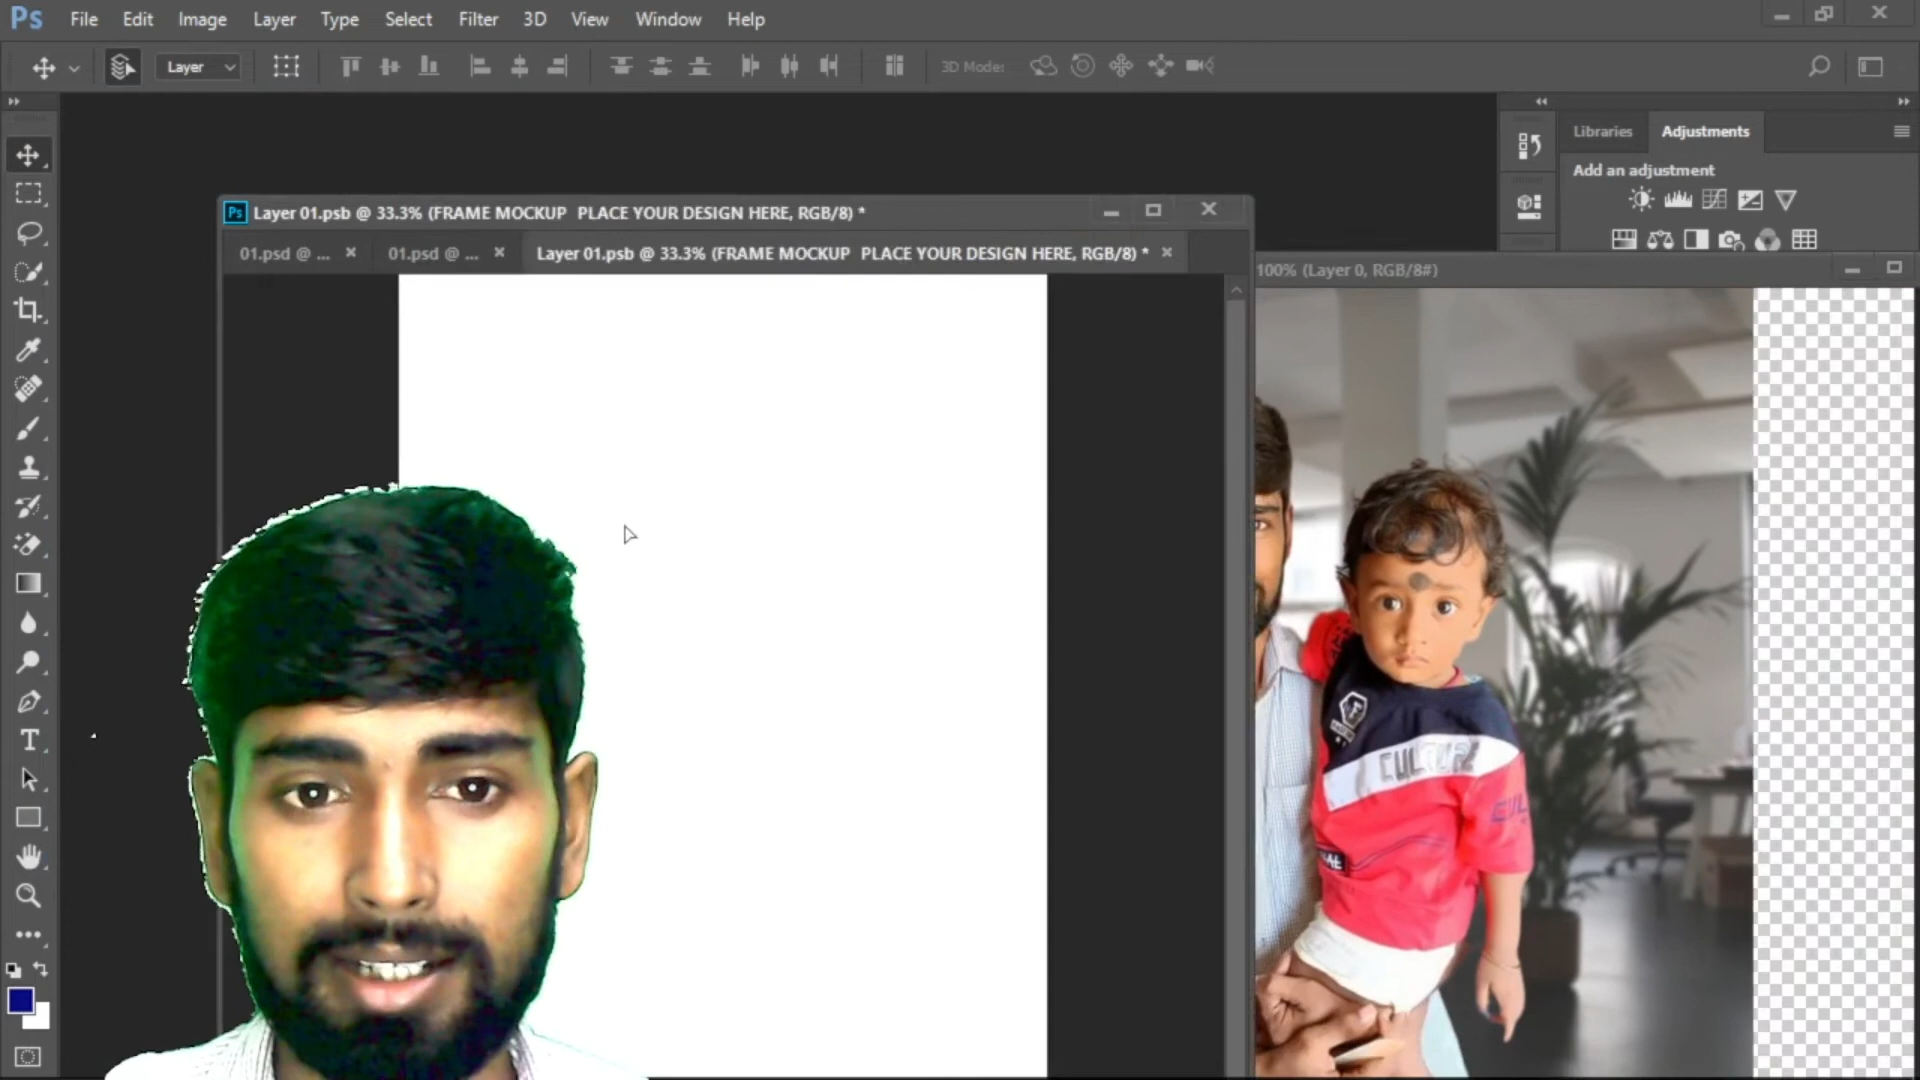 Ps File Edit Image Layer Type Select Filter 3D View Window Help
Layer 3D Mode:
Libraries Adjustments
Add an adjustment
Ps Layer 01.psb @ 33.3% (FRAME MOCKUP PLACE YOUR DESIGN HERE, RGB/8) *
01.psd @ ... × 01.psd @ ... × Layer 01.psb @ 33.3% (FRAME MOCKUP PLACE YOUR DESIGN HERE, RGB/8) * ×
100% (Layer 0, RGB/8#)
T